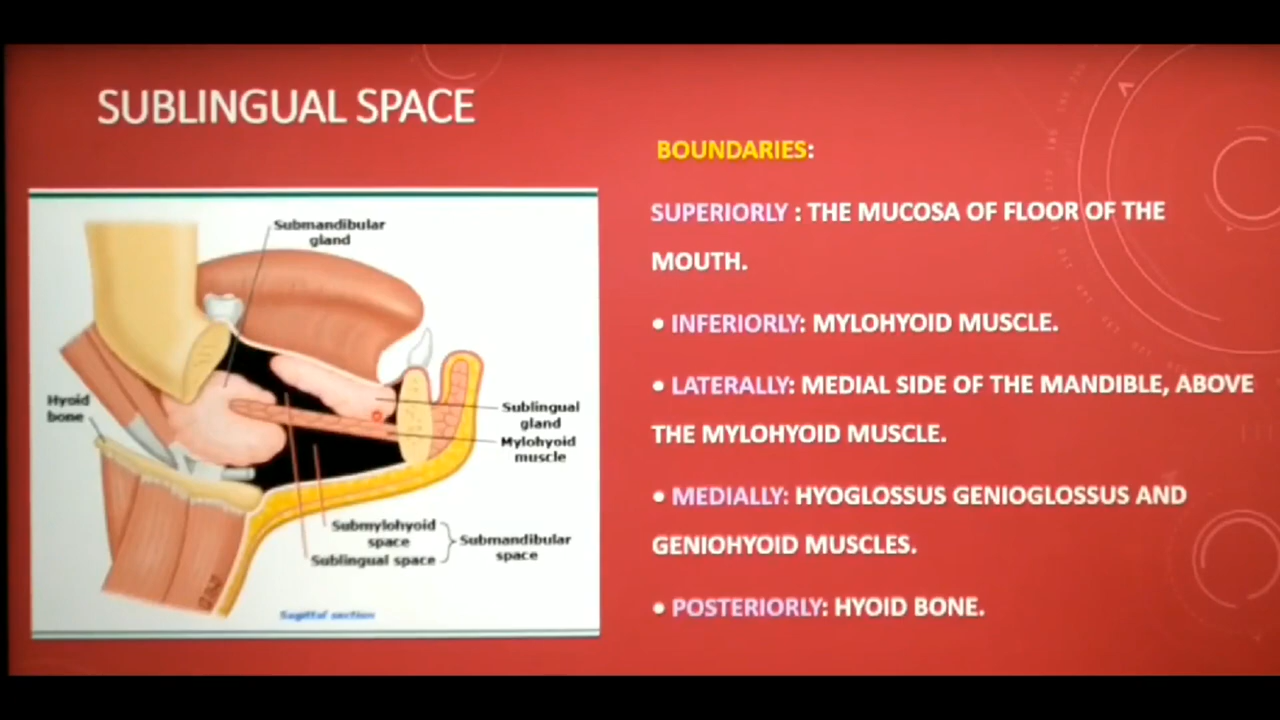 SUBLINGUAL SPACE
BOUNDARIES:
SUPERIORLY : THE MUCOSA OF FLOOR OF THE
MOUTH.
• INFERIORLY: MYLOHYOID MUSCLE.
• LATERALLY: MEDIAL SIDE OF THE MANDIBLE, ABOVE
THE MYLOHYOID MUSCLE.
• MEDIALLY: HYOGLOSSUS GENIOGLOSSUS AND
GENIOHYOID MUSCLES.
• POSTERIORLY: HYOID BONE.
Submandibular
gland
Hyoid
bone
Sublingual
gland
Mylohyoid
muscle
Submylohyoid
space
Sublingual space
Submandibular
space
Sagittal section